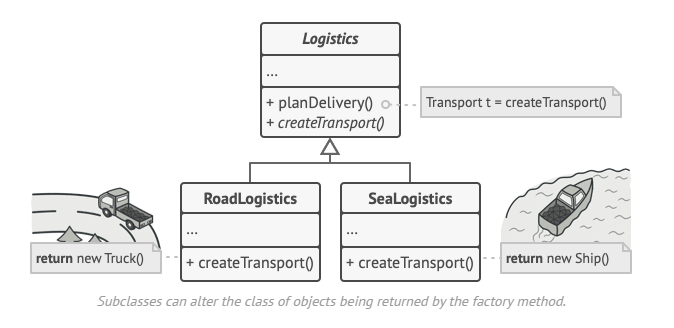 Logistics
...
+ planDelivery()
+ createTransport()
Transport t = createTransport()
RoadLogistics
...
+ createTransport()
SeaLogistics
...
+ createTransport()
return new Truck()
return new Ship()
Subclasses can alter the class of objects being returned by the factory method.